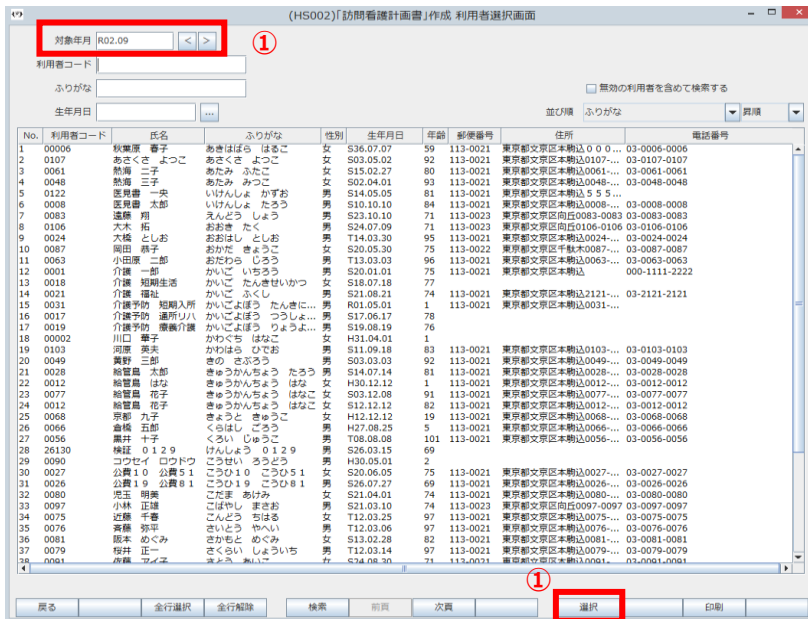 (HS002)「訪問看護計画書」作成 利用者選択画面
対象年月 R02.09 < > ①
利用者コード
ふりがな
□ 無効の利用者を含めて検索する
生年月日 ... 並び順 ふりがな 昇順
No. 利用者コード 氏名 ふりがな 性別 生年月日 年齢 郵便番号 住所 電話番号
1 00006 秋葉原 春子 あきはばら はるこ 女 S36.07.07 59 113-0021 東京都文京区本駒込０００... 03-0006-0006
2 0107 あさくさ よつこ あさくさ よつこ 女 S03.05.02 92 113-0021 東京都文京区本駒込0107-... 03-0107-0107
3 0061 熱海 二子 あたみ ふたこ 女 S15.02.27 80 113-0021 東京都文京区本駒込0061-... 03-0061-0061
4 0048 熱海 三子 あたみ みつこ 女 S02.04.01 93 113-0021 東京都文京区本駒込0048-... 03-0048-0048
5 0122 医見書 一央 いけんしょ かずお 男 S14.05.05 81 113-0021 東京都文京区本駒込５５５...
6 0008 医見書 太郎 いけんしょ たろう 男 S10.10.10 84 113-0021 東京都文京区本駒込0008-... 03-0008-0008
7 0083 遠藤 翔 えんどう しょう 男 S23.10.10 71 113-0023 東京都文京区向丘0083-0083 03-0083-0083
8 0106 大木 拓 おおき たく 男 S24.07.09 71 113-0023 東京都文京区向丘0106-0106 03-0106-0106
9 0024 大橋 としお おおはし としお 男 T14.03.30 95 113-0021 東京都文京区本駒込0024-... 03-0024-0024
10 0087 岡田 恭子 おかだ きょうこ 女 S20.05.30 75 113-0022 東京都文京区千駄木0087-... 03-0087-0087
11 0063 小田原 二郎 おだわら じろう 男 T13.03.03 96 113-0021 東京都文京区本駒込0063-... 03-0063-0063
12 0001 介護 一郎 かいご いちろう 男 S20.01.01 75 113-0021 東京都文京区本駒込 000-1111-2222
13 0018 介護 短期生活 かいご たんきせいかつ 女 S18.07.18 77
14 0021 介護 福祉 かいご ふくし 男 S21.08.21 74 113-0021 東京都文京区本駒込2121-... 03-2121-2121
15 0031 介護予防 短期入所 かいごよぼう たんきに... 男 R01.05.01 1 113-0021 東京都文京区本駒込0031-...
16 0017 介護予防 通所リハ かいごよぼう つうしょ... 男 S17.06.17 78
17 0019 介護予防 療養介護 かいごよぼう りょうよ... 男 S19.08.19 76
18 00002 川口 華子 かわぐち はなこ 女 H31.04.01 1
19 0103 河原 英夫 かわはら ひでお 男 S11.09.18 83 113-0021 東京都文京区本駒込0103-... 03-0103-0103
20 0049 黄野 三郎 きの さぶろう 男 S03.03.03 92 113-0021 東京都文京区本駒込0049-... 03-0049-0049
21 0028 給管鳥 太郎 きゅうかんちょう たろう 男 S14.07.14 81 113-0021 東京都文京区本駒込0028-... 03-0028-0028
22 0012 給管鳥 はな きゅうかんちょう はな 女 H30.12.12 1 113-0021 東京都文京区本駒込0012-... 03-0012-0012
23 0077 給管鳥 花子 きゅうかんちょう はなこ 女 S03.12.08 91 113-0021 東京都文京区本駒込0077-... 03-0077-0077
24 0012 給管鳥 花子 きゅうかんちょう はなこ 女 S12.12.12 82 113-0021 東京都文京区本駒込0012-... 03-0012-0012
25 0068 京都 九子 きょうと きゅうこ 女 H12.12.12 19 113-0021 東京都文京区本駒込0068-... 03-0068-0068
26 0066 倉橋 五郎 くらはし ごろう 男 H27.08.25 5 113-0021 東京都文京区本駒込0066-... 03-0066-0066
27 0056 黒井 十子 くろい じゅうこ 男 T08.08.08 101 113-0021 東京都文京区本駒込0056-... 03-0056-0056
28 26130 検証 ０１２９ けんしょう ０１２９ 男 S26.03.15 69
29 0090 コウセイ ロウドウ こうせい ろうどう 男 H30.05.01 2
30 0027 公費１０ 公費５１ こうひ１０ こうひ５１ 女 S20.06.05 75 113-0021 東京都文京区本駒込0027-... 03-0027-0027
31 0026 公費１９ 公費８１ こうひ１９ こうひ８１ 男 S26.07.27 69 113-0021 東京都文京区本駒込0026-... 03-0026-0026
32 0080 児玉 明美 こだま あけみ 女 S21.04.01 74 113-0021 東京都文京区本駒込0080-... 03-0080-0080
33 0097 小林 正雄 こばやし まさお 男 S21.03.10 74 113-0023 東京都文京区向丘0097-0097 03-0097-0097
34 0075 近藤 千春 こんどう ちはる 女 T12.03.25 97 113-0021 東京都文京区本駒込0075-... 03-0075-0075
35 0076 斉藤 弥平 さいとう やへい 男 T12.03.06 97 113-0021 東京都文京区本駒込0076-... 03-0076-0076
36 0081 阪本 めぐみ さかもと めぐみ 女 S13.02.28 82 113-0021 東京都文京区本駒込0081-... 03-0081-0081
37 0079 桜井 正一 さくらい しょういち 男 T12.03.14 97 113-0021 東京都文京区本駒込0079-... 03-0079-0079
38 0091 佐藤 アイ子 さとう あいこ 女 S24.08.30 71 113-0021 東京都文京区本駒込0091-... 03-0091-0091
①
戻る 全行選択 全行解除 検索 前頁 次頁 選択 印刷